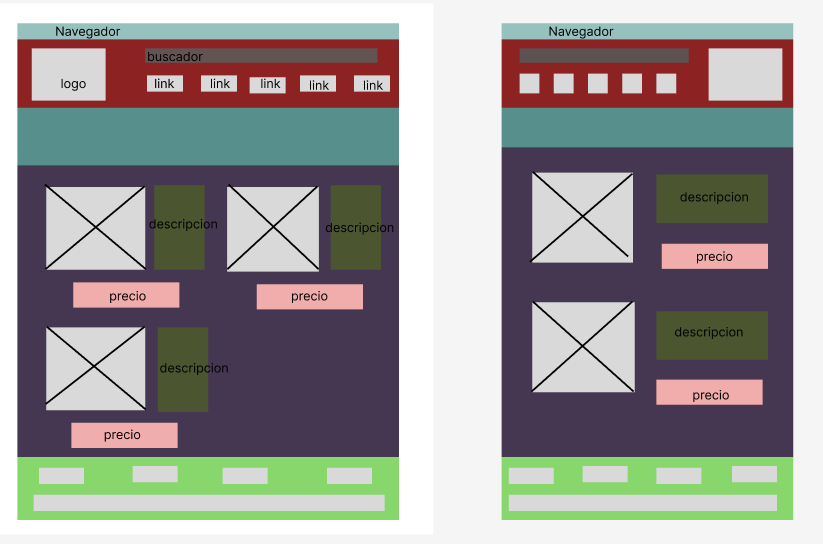 Navegador
buscador
logo
link link link link link
descripcion descripcion
precio precio
descripcion
precio
Navegador
descripcion
precio
descripcion
precio